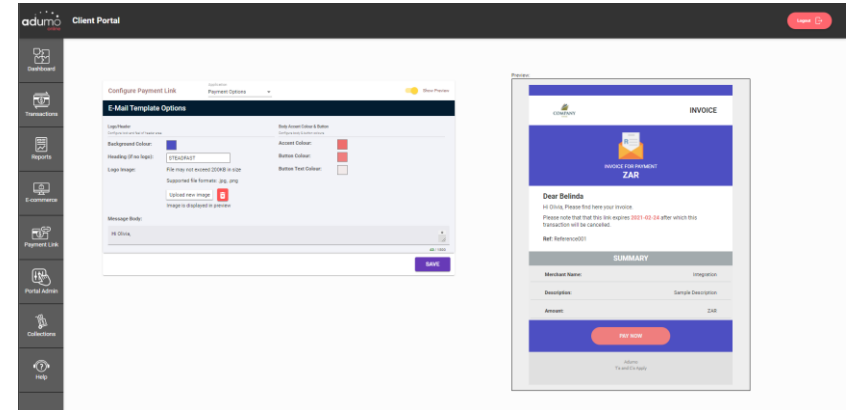 adumo
online
Client Portal
Logout
Dashboard
Transactions
Reports
E-commerce
Payment Link
Portal Admin
Collections
Help
Configure Payment Link
Application
Payment Options
Show Preview
E-Mail Template Options
Logo/Header
Body Accent Colour & Button
Background Colour:
Accent Colour:
Heading (If no logo):
STEADFAST
Button Colour:
Logo Image:
File may not exceed 200KB in size
Button Text Colour:
Supported file formats: .jpg, .png
Upload new image
Image is displayed in preview
Message Body:
Hi Olivia,
SAVE
Preview:
COMPANY
INVOICE
INVOICE FOR PAYMENT
ZAR
Dear Belinda
Hi Olivia, Please find here your invoice.
Please note that that this link expires 2021-02-24 after which this
transaction will be cancelled.
Ref: Reference001
SUMMARY
Merchant Name:
Integration
Description:
Sample Description
Amount:
ZAR
PAY NOW
Adumo
T's and C's Apply